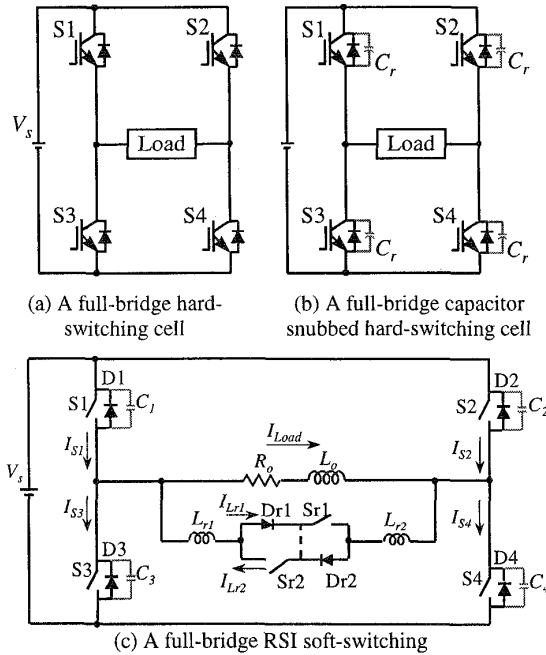 S1
S2
V_s
Load
S3
S4
(a) A full-bridge hard-
switching cell
S1
C_r
S2
C_r
Load
S3
C_r
S4
C_r
(b) A full-bridge capacitor
snubbed hard-switching cell
D1
S1
C_1
I_S1
D2
S2
C_2
I_S2
V_s
I_Load
R_o
L_o
I_S3
I_Lr1
Dr1
Sr1
L_r1
L_r2
I_Lr2
Sr2
Dr2
I_S4
D3
S3
C_3
D4
S4
(c) A full-bridge RSI soft-switching